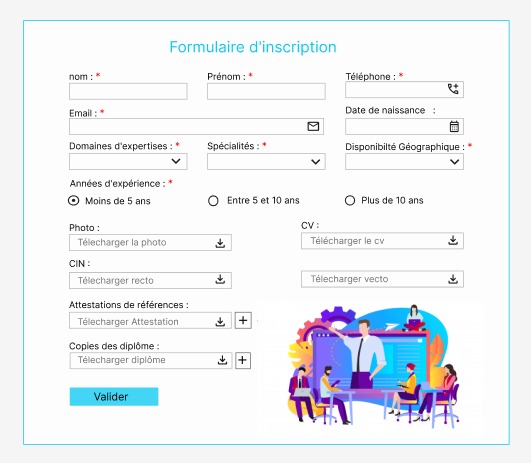 Formulaire d'inscription
nom : *
Prénom : *
Téléphone : *
Email : *
Date de naissance :
Domaines d'expertises : *
Spécialités : *
Disponibilté Géographique : *
Années d'expérience : *
Moins de 5 ans
Entre 5 et 10 ans
Plus de 10 ans
Photo :
CV :
Télecharger la photo
Télécharger le cv
CIN :
Télecharger recto
Télecharger vecto
Attestations de références :
Télecharger Attestation
Copies des diplôme :
Télecharger diplôme
Valider